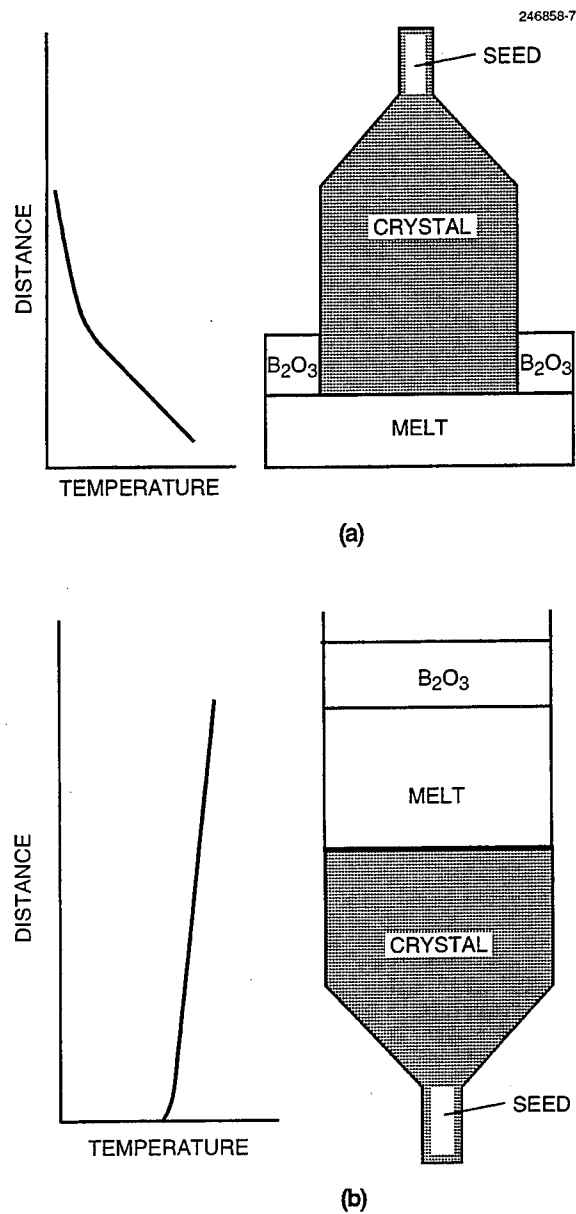 246858-7
SEED
CRYSTAL
DISTANCE
B₂O₃ B₂O₃
MELT
TEMPERATURE
(a)
B₂O₃
MELT
DISTANCE
CRYSTAL
SEED
TEMPERATURE
(b)